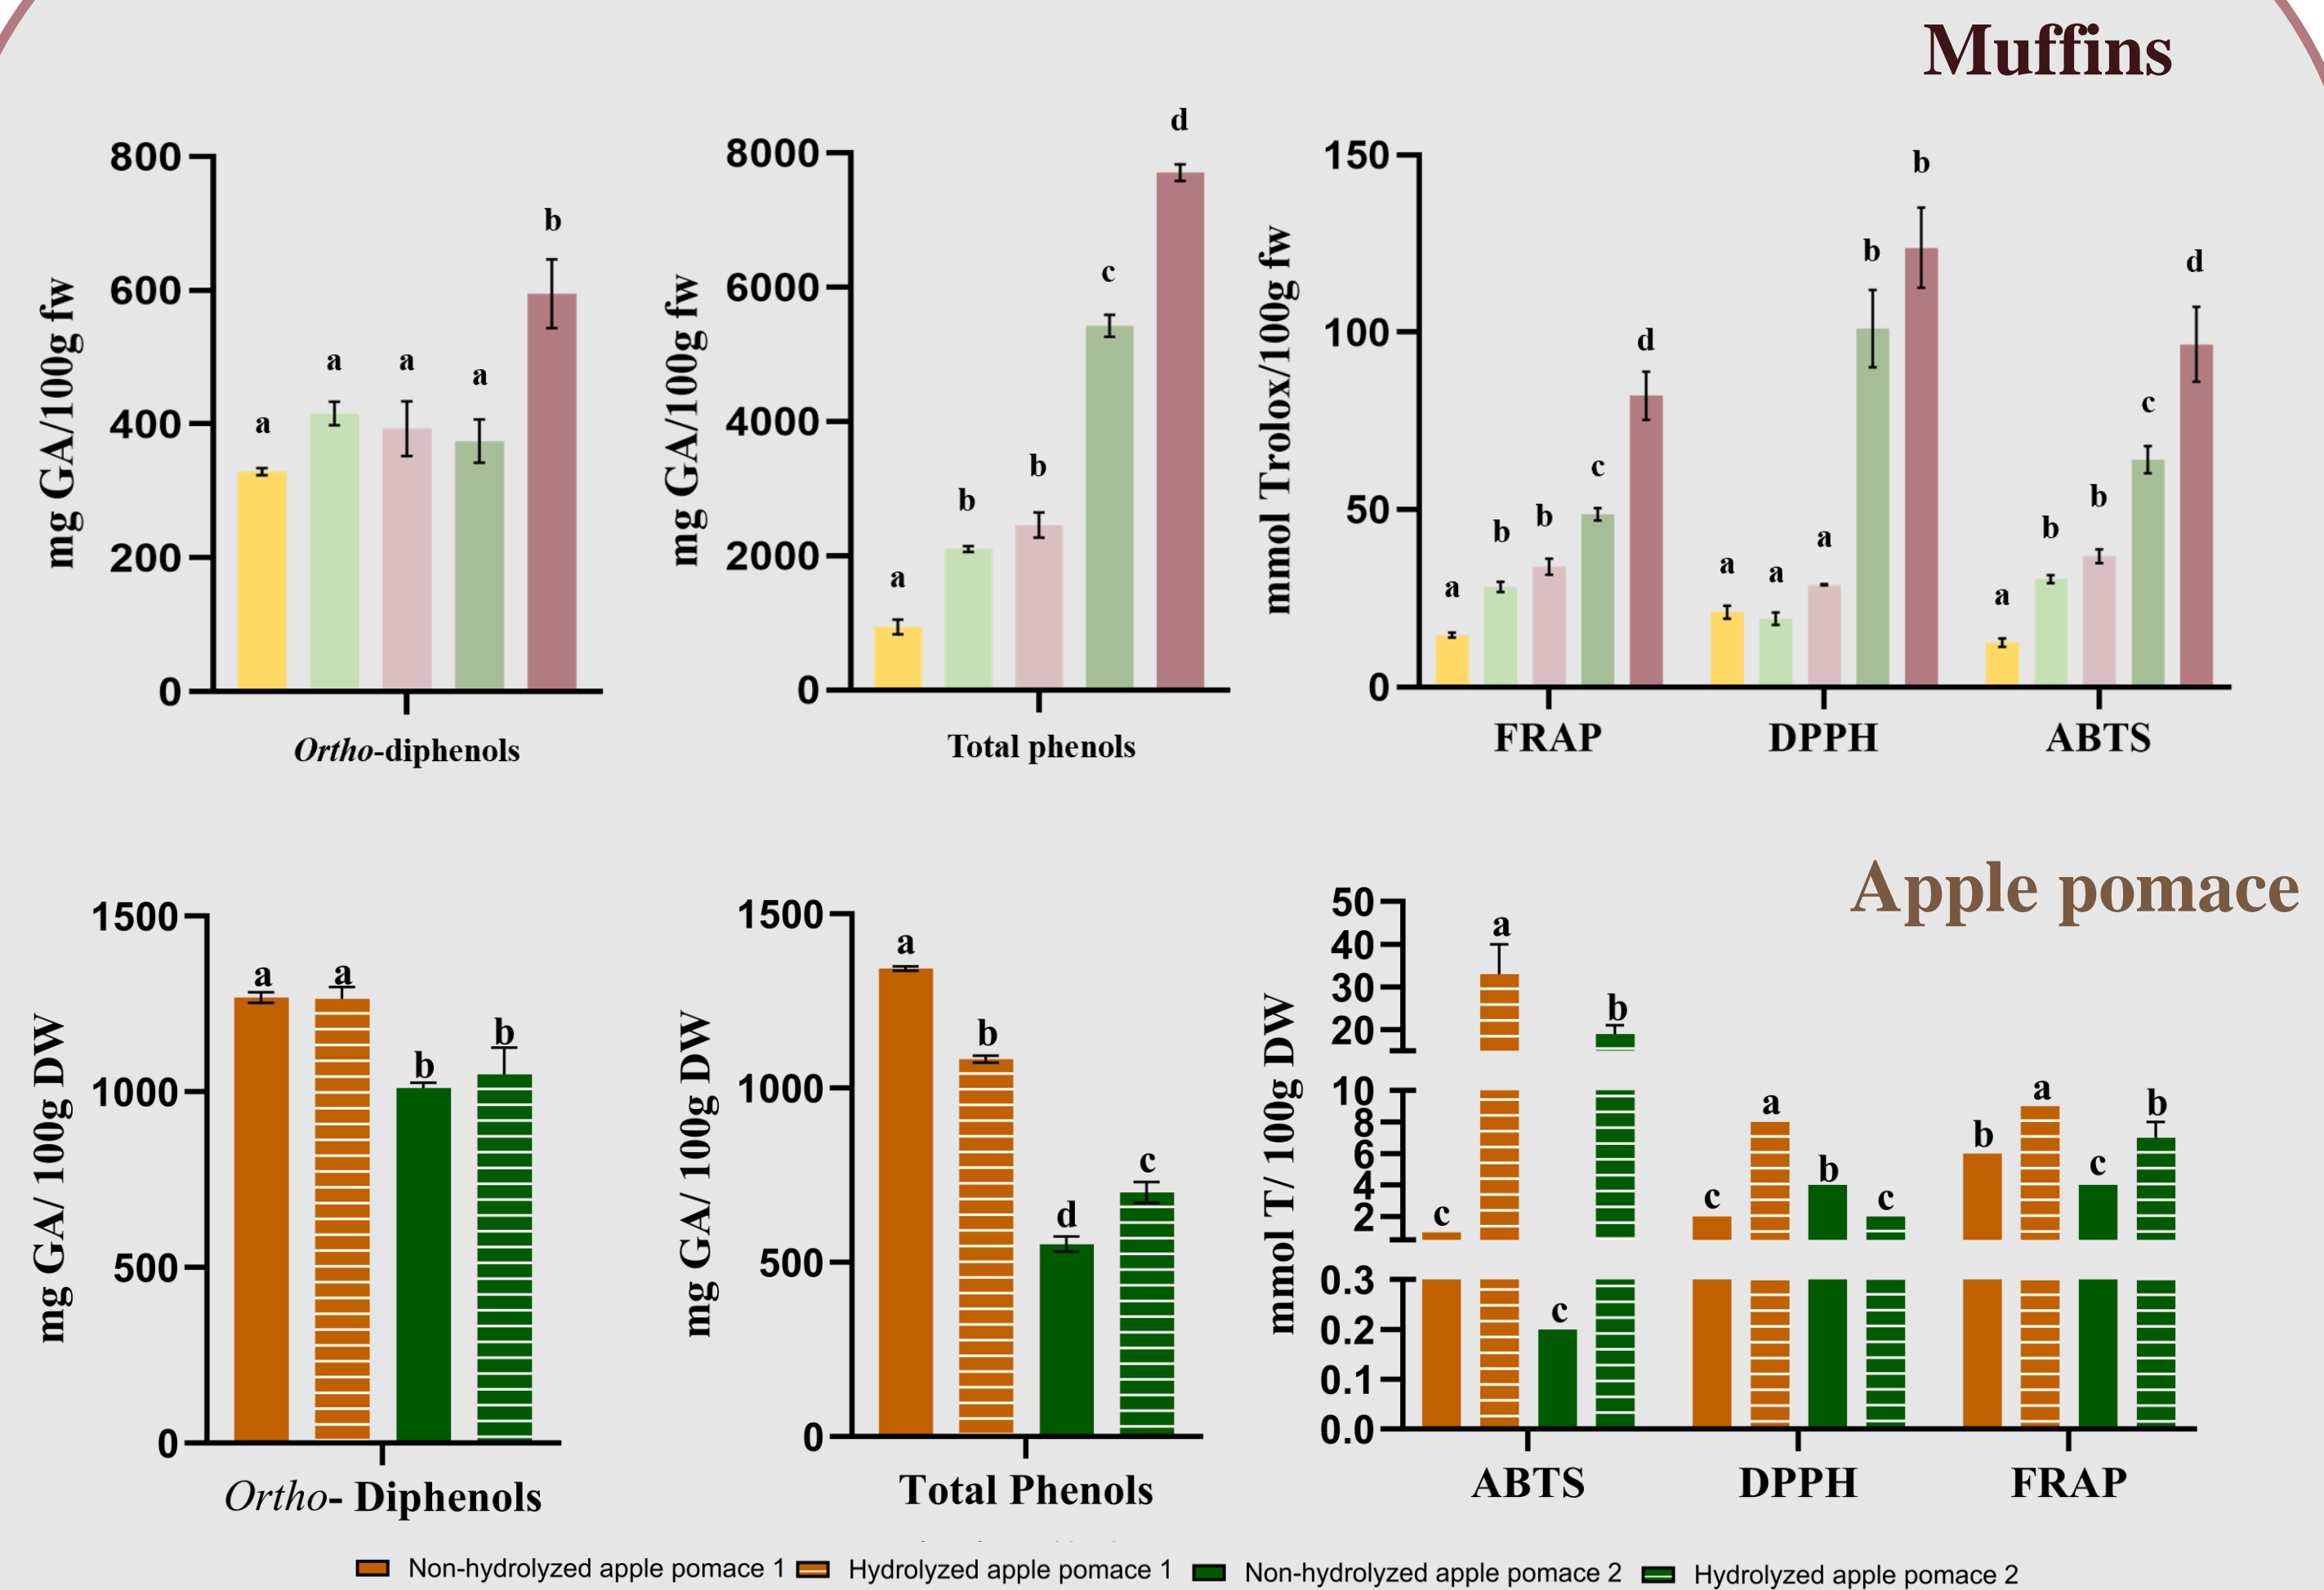 Muffins
mg GA/100g fw
800
600
400
200
0
a
a
a
a
b
Ortho-diphenols
mg GA/100g fw
8000
6000
4000
2000
0
a
b
b
c
d
Total phenols
mmol Trolox/100g fw
150
100
50
0
a
b
b
c
d
a
a
a
b
b
a
b
b
c
d
FRAP
DPPH
ABTS
Apple pomace
mg GA/ 100g DW
1500
1000
500
0
a
a
b
b
Ortho- Diphenols
mg GA/ 100g DW
1500
1000
500
0
a
b
d
c
Total Phenols
mmol T/ 100g DW
50
40
30
20
10
8
6
4
2
0.3
0.2
0.1
0.0
c
a
c
b
c
a
b
c
b
a
c
b
ABTS
DPPH
FRAP
Non-hydrolyzed apple pomace 1
Hydrolyzed apple pomace 1
Non-hydrolyzed apple pomace 2
Hydrolyzed apple pomace 2